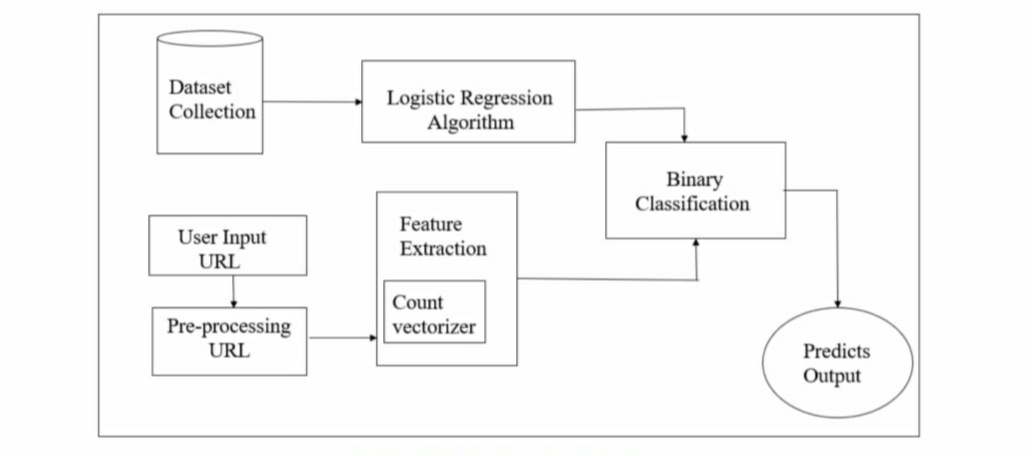 Dataset
Collection
Logistic Regression
Algorithm
Binary
Classification
User Input
URL
Pre-processing
URL
Feature
Extraction
Count
vectorizer
Predicts
Output